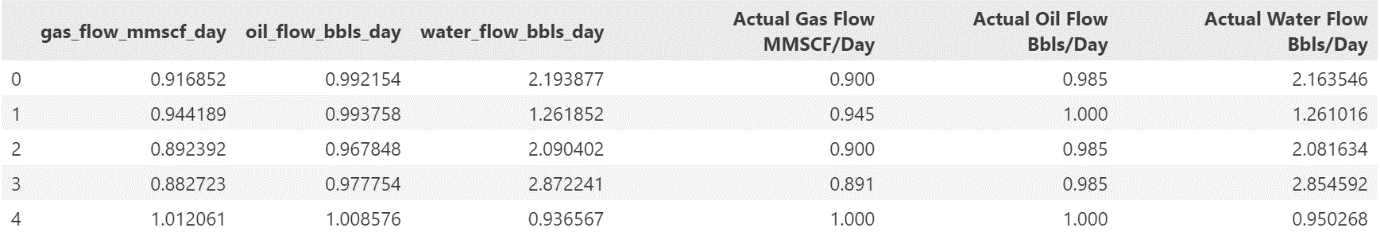 gas_flow_mmscf_day oil_flow_bbls_day water_flow_bbls_day Actual Gas Flow MMSCF/Day Actual Oil Flow Bbls/Day Actual Water Flow Bbls/Day
0 0.916852 0.992154 2.193877 0.900 0.985 2.163546
1 0.944189 0.993758 1.261852 0.945 1.000 1.261016
2 0.892392 0.967848 2.090402 0.900 0.985 2.081634
3 0.882723 0.977754 2.872241 0.891 0.985 2.854592
4 1.012061 1.008576 0.936567 1.000 1.000 0.950268